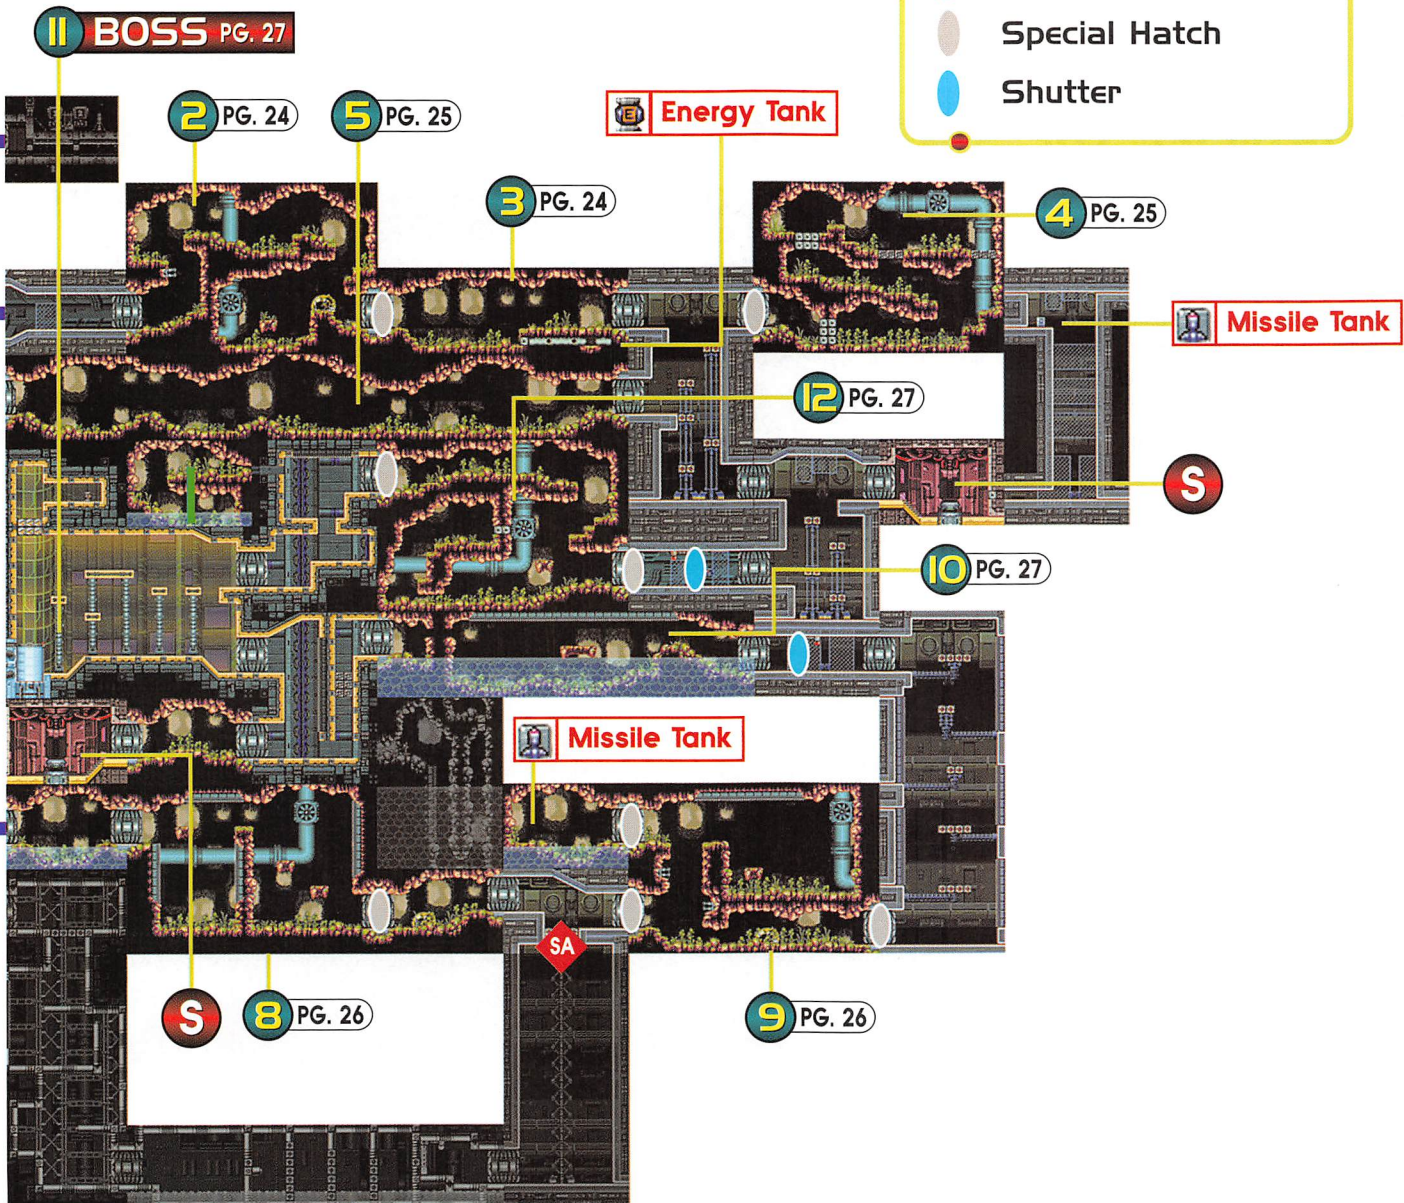 Special Hatch
Shutter
11 BOSS PG. 27
2 PG. 24
5 PG. 25
E Energy Tank
3 PG. 24
4 PG. 25
Missile Tank
12 PG. 27
S
10 PG. 27
Missile Tank
SA
S
8 PG. 26
9 PG. 26